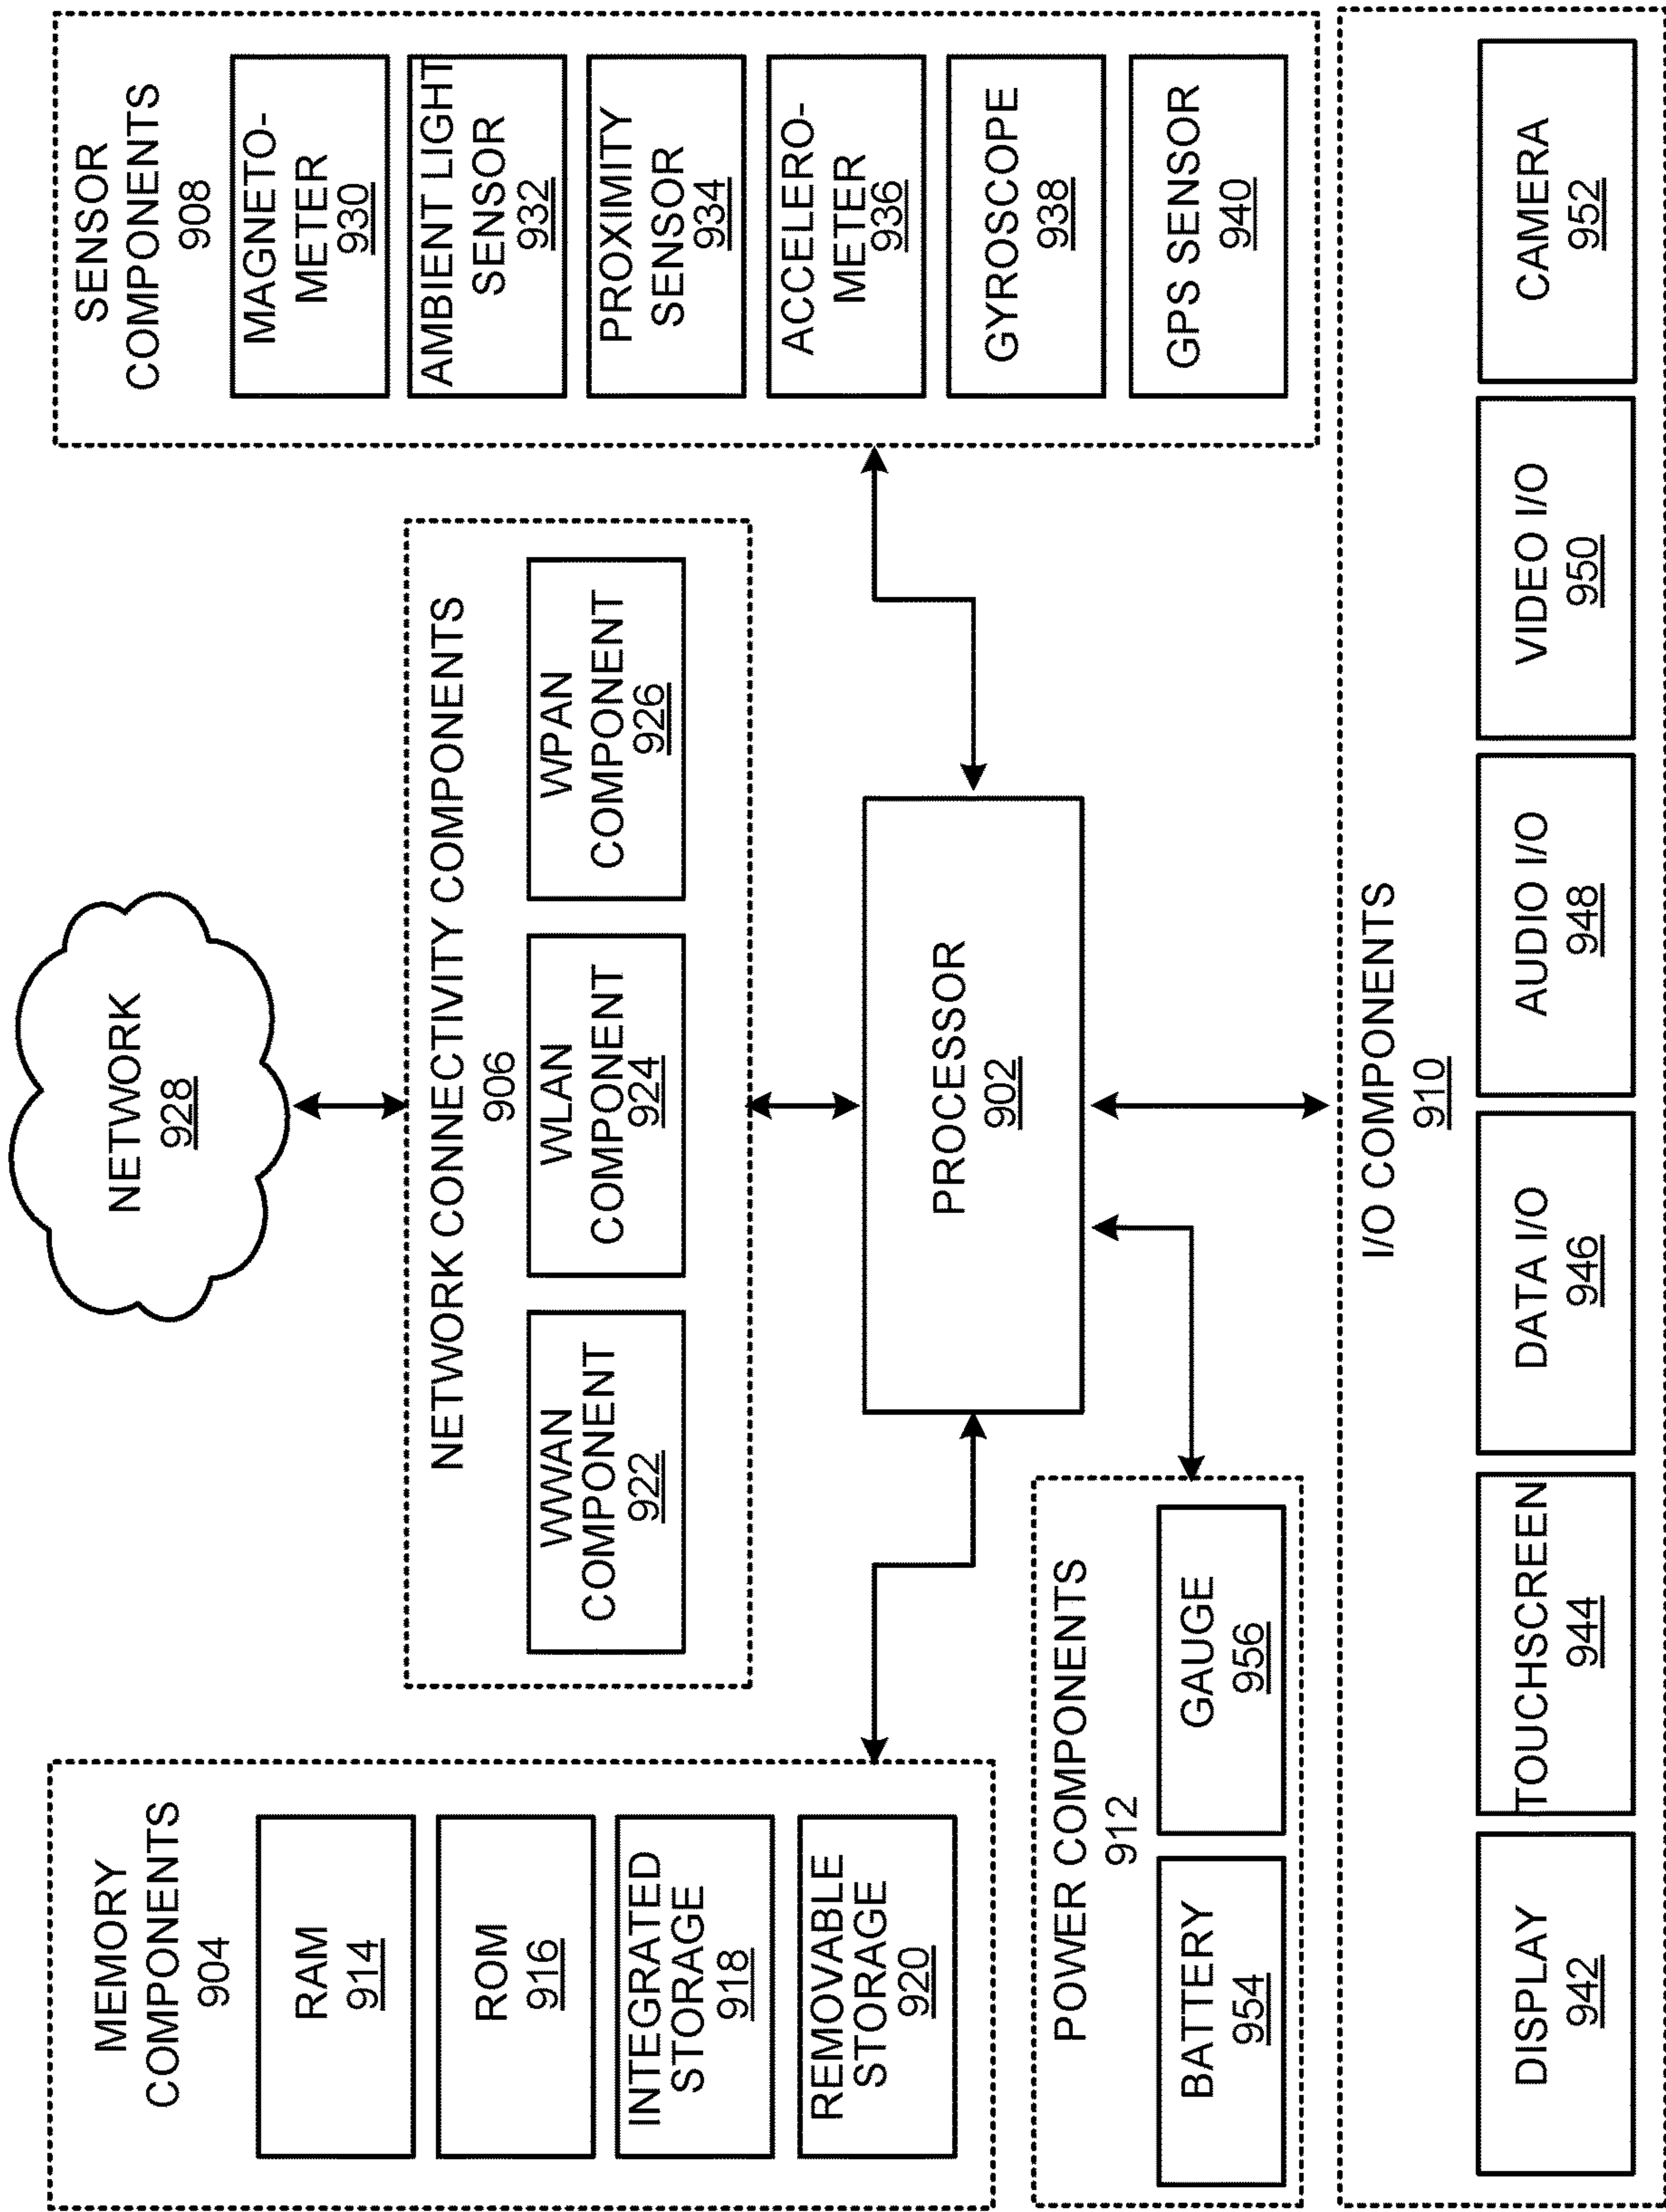 NETWORK
928
MEMORY
COMPONENTS
904
RAM
914
ROM
916
INTEGRATED
STORAGE
918
REMOVABLE
STORAGE
920
NETWORK CONNECTIVITY COMPONENTS
906
WWAN
COMPONENT
922
WLAN
COMPONENT
924
WPAN
COMPONENT
926
SENSOR
COMPONENTS
908
MAGNETO-
METER
930
AMBIENT LIGHT
SENSOR
932
PROXIMITY
SENSOR
934
ACCELERO-
METER
936
GYROSCOPE
938
GPS SENSOR
940
PROCESSOR
902
POWER COMPONENTS
912
BATTERY
954
GAUGE
956
I/O COMPONENTS
910
DISPLAY
942
TOUCHSCREEN
944
DATA I/O
946
AUDIO I/O
948
VIDEO I/O
950
CAMERA
952